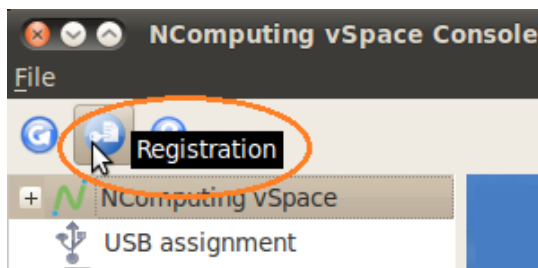 NComputing vSpace Console
File
Registration
NComputing vSpace
USB assignment